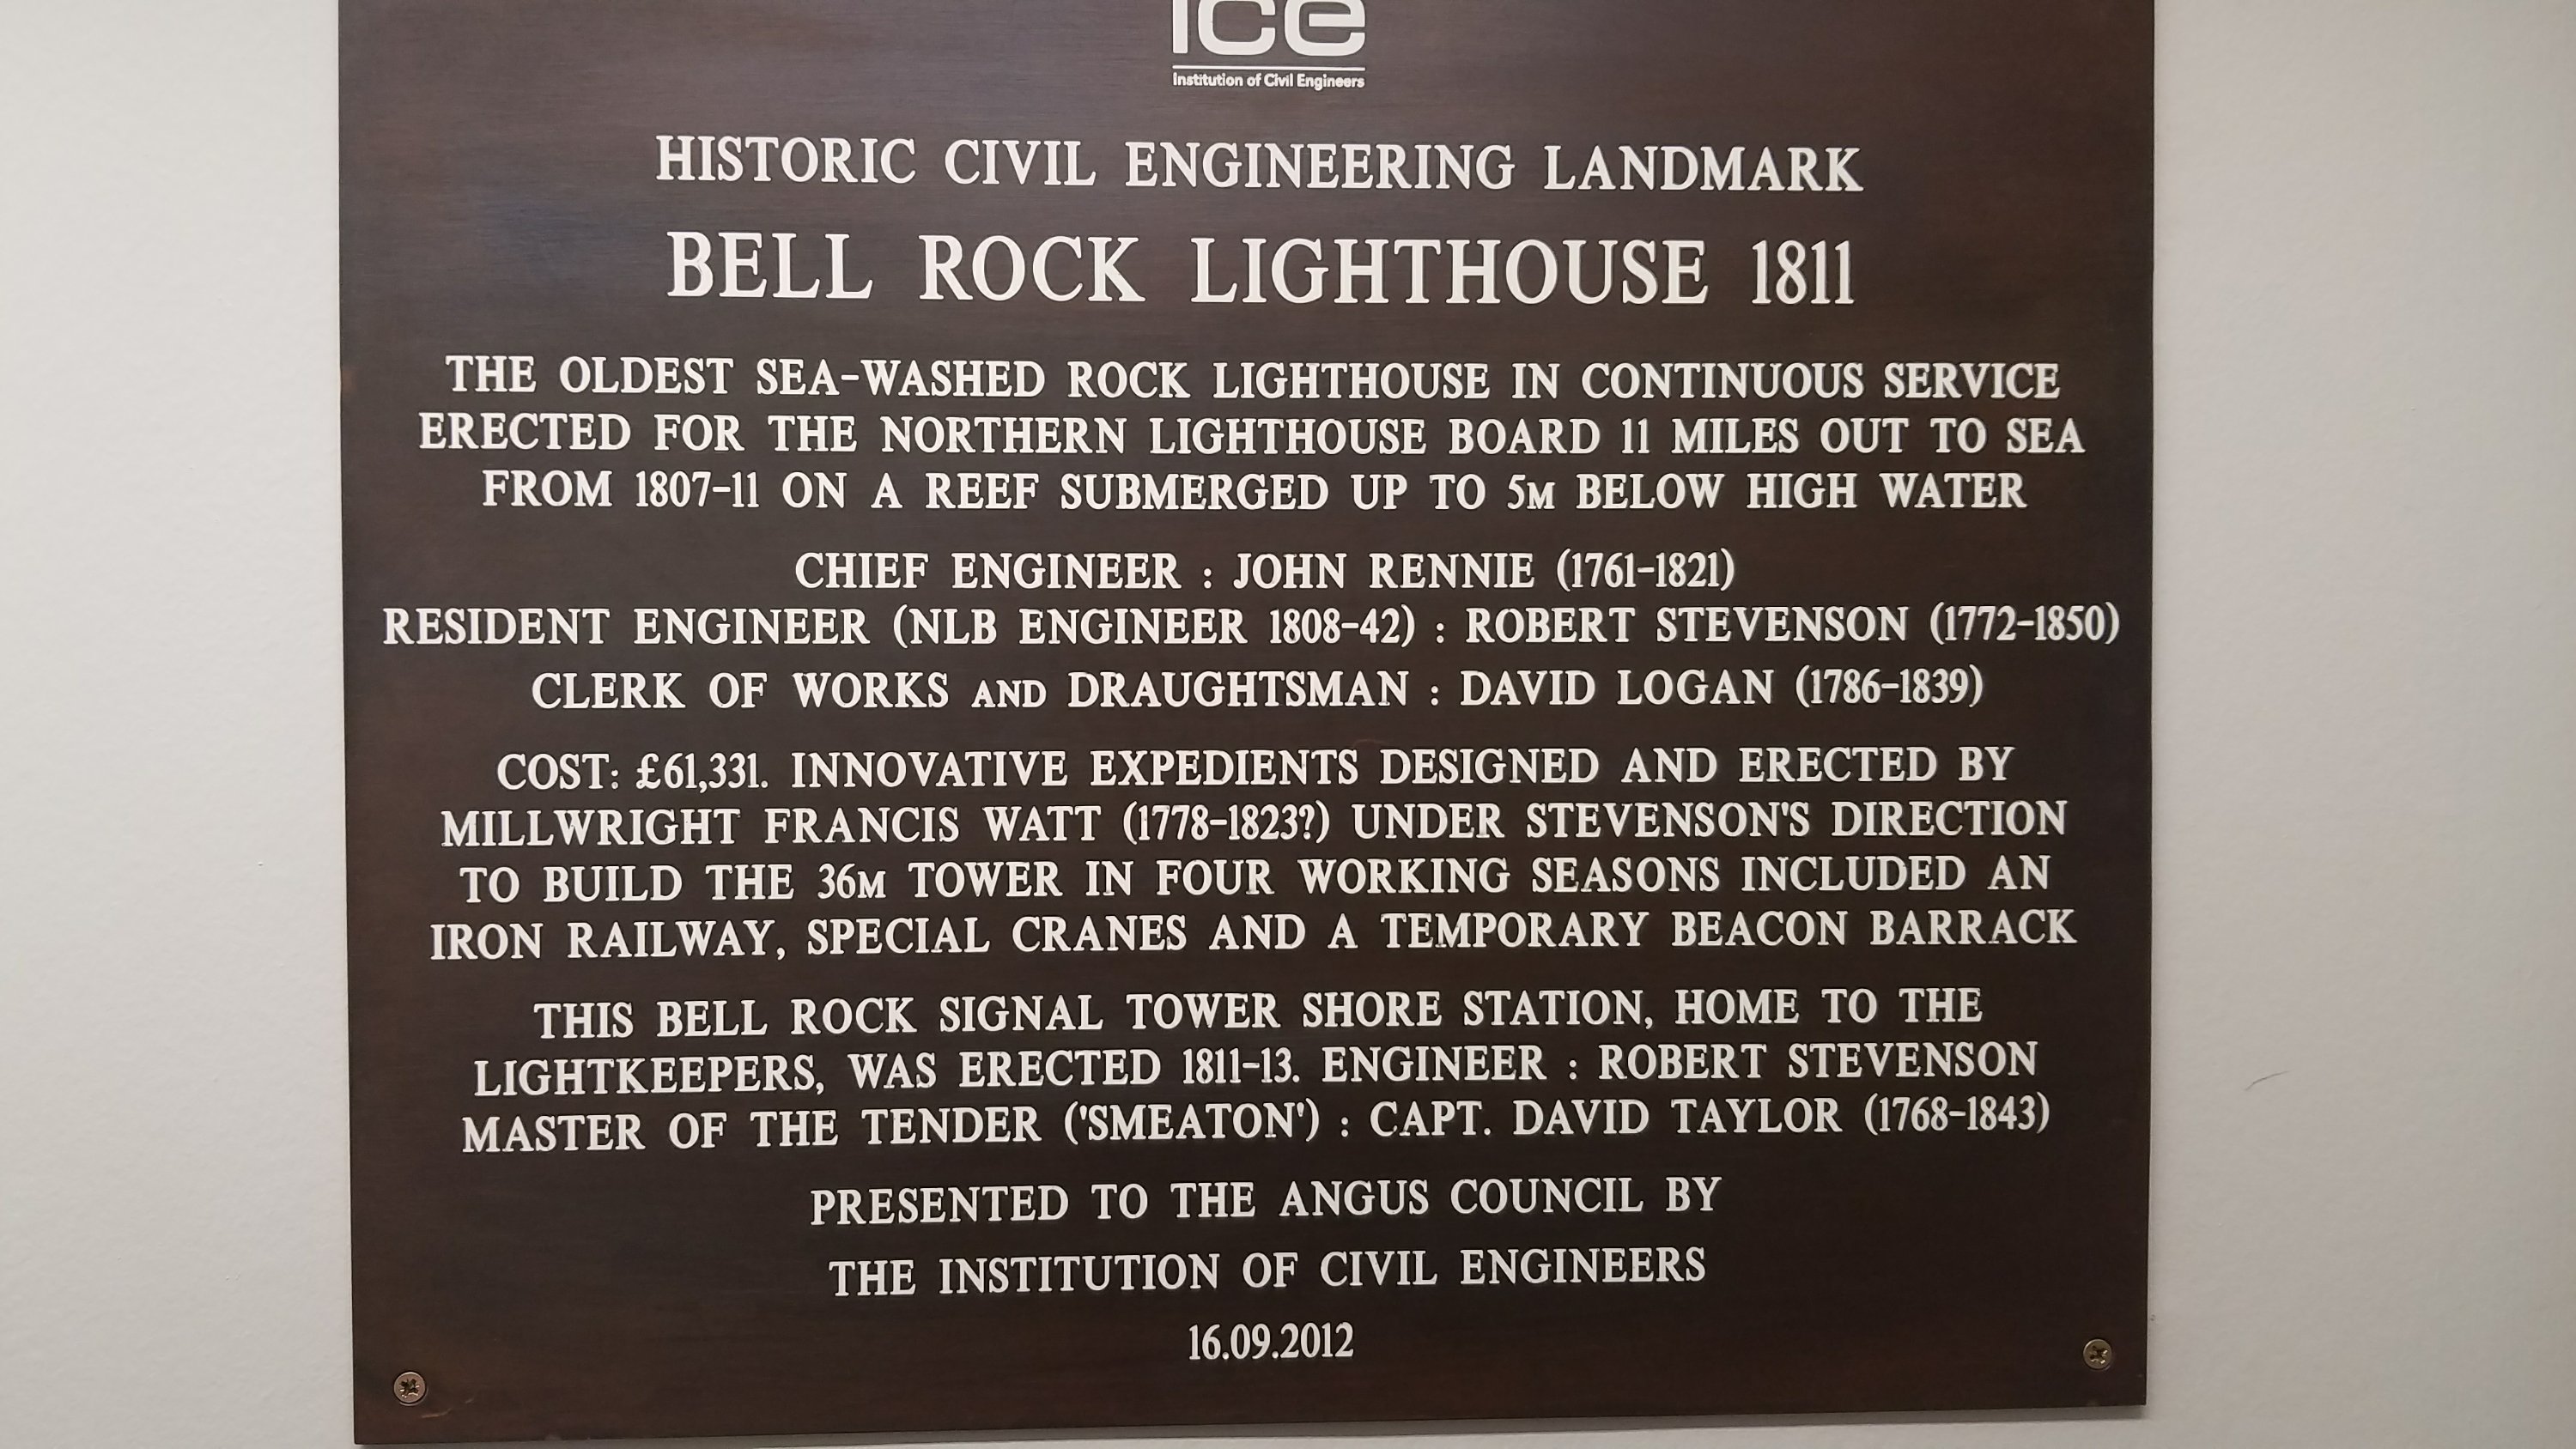 ice
Institution of Civil Engineers
HISTORIC CIVIL ENGINEERING LANDMARK
BELL ROCK LIGHTHOUSE 1811
THE OLDEST SEA-WASHED ROCK LIGHTHOUSE IN CONTINUOUS SERVICE
ERECTED FOR THE NORTHERN LIGHTHOUSE BOARD 11 MILES OUT TO SEA
FROM 1807-11 ON A REEF SUBMERGED UP TO 5M BELOW HIGH WATER
CHIEF ENGINEER : JOHN RENNIE (1761-1821)
RESIDENT ENGINEER (NLB ENGINEER 1808-42) : ROBERT STEVENSON (1772-1850)
CLERK OF WORKS AND DRAUGHTSMAN : DAVID LOGAN (1786-1839)
COST: £61,331. INNOVATIVE EXPEDIENTS DESIGNED AND ERECTED BY
MILLWRIGHT FRANCIS WATT (1778-1823?) UNDER STEVENSON'S DIRECTION
TO BUILD THE 36M TOWER IN FOUR WORKING SEASONS INCLUDED AN
IRON RAILWAY, SPECIAL CRANES AND A TEMPORARY BEACON BARRACK
THIS BELL ROCK SIGNAL TOWER SHORE STATION, HOME TO THE
LIGHTKEEPERS, WAS ERECTED 1811-13. ENGINEER : ROBERT STEVENSON
MASTER OF THE TENDER ('SMEATON') : CAPT. DAVID TAYLOR (1768-1843)
PRESENTED TO THE ANGUS COUNCIL BY
THE INSTITUTION OF CIVIL ENGINEERS
16.09.2012